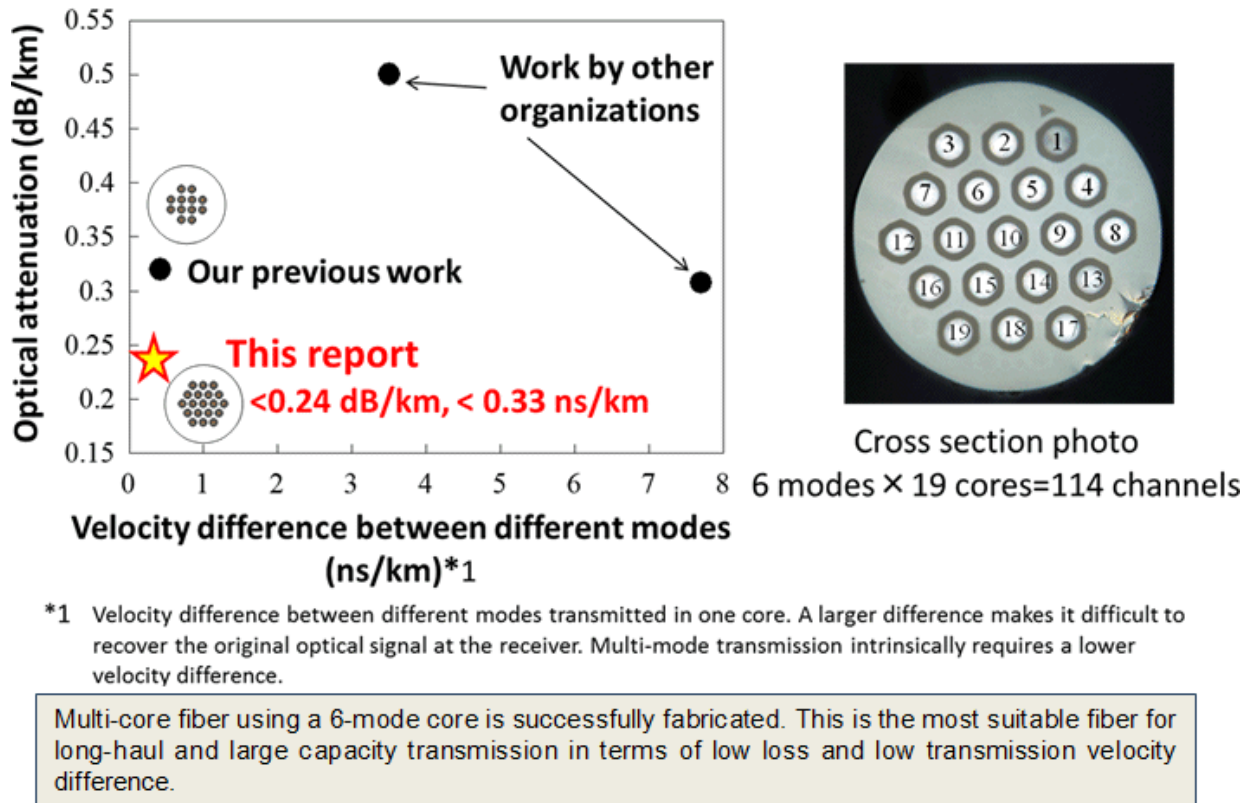 Optical attenuation (dB/km)
0.55
0.5
0.45
0.4
0.35
0.3
0.25
0.2
0.15
0 1 2 3 4 5 6 7 8
Work by other
organizations
Our previous work
This report
<0.24 dB/km, < 0.33 ns/km
Velocity difference between different modes
(ns/km)*1
3 2 1
7 6 5 4
12 11 10 9 8
16 15 14 13
19 18 17
Cross section photo
6 modes × 19 cores=114 channels
*1 Velocity difference between different modes transmitted in one core. A larger difference makes it difficult to
recover the original optical signal at the receiver. Multi-mode transmission intrinsically requires a lower
velocity difference.
Multi-core fiber using a 6-mode core is successfully fabricated. This is the most suitable fiber for
long-haul and large capacity transmission in terms of low loss and low transmission velocity
difference.